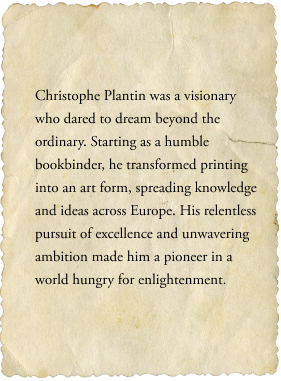 Christophe Plantin was a visionary
who dared to dream beyond the
ordinary. Starting as a humble
bookbinder, he transformed printing
into an art form, spreading knowledge
and ideas across Europe. His relentless
pursuit of excellence and unwavering
ambition made him a pioneer in a
world hungry for enlightenment.